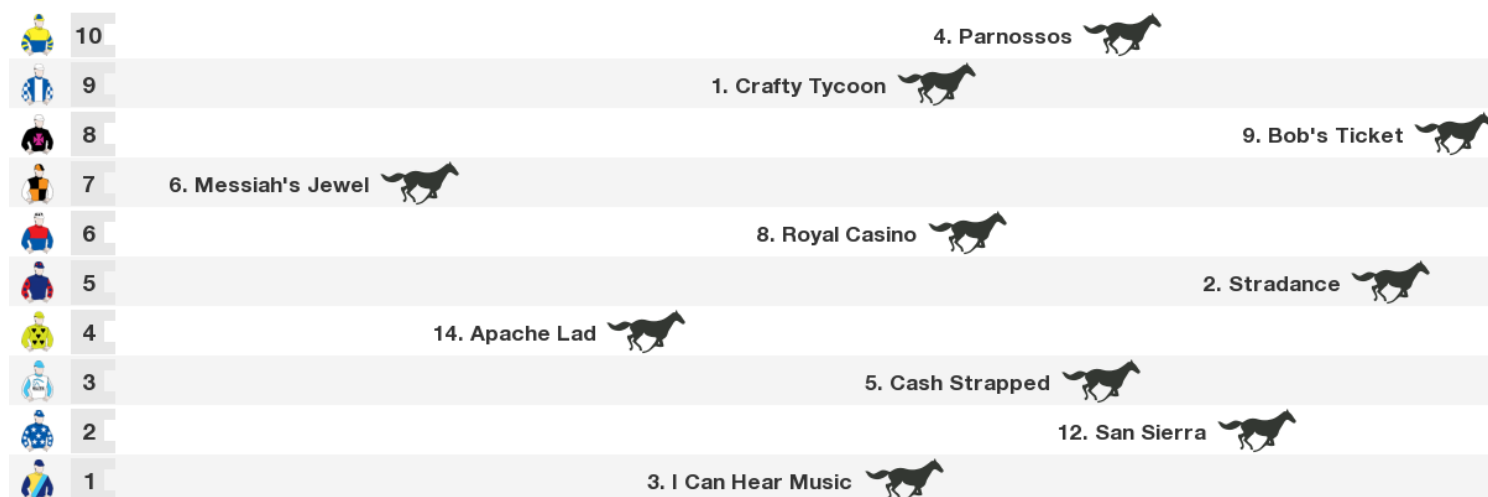 10 4. Parnossos
9 1. Crafty Tycoon
8 9. Bob's Ticket
7 6. Messiah's Jewel
6 8. Royal Casino
5 2. Stradance
4 14. Apache Lad
3 5. Cash Strapped
2 12. San Sierra
1 3. I Can Hear Music